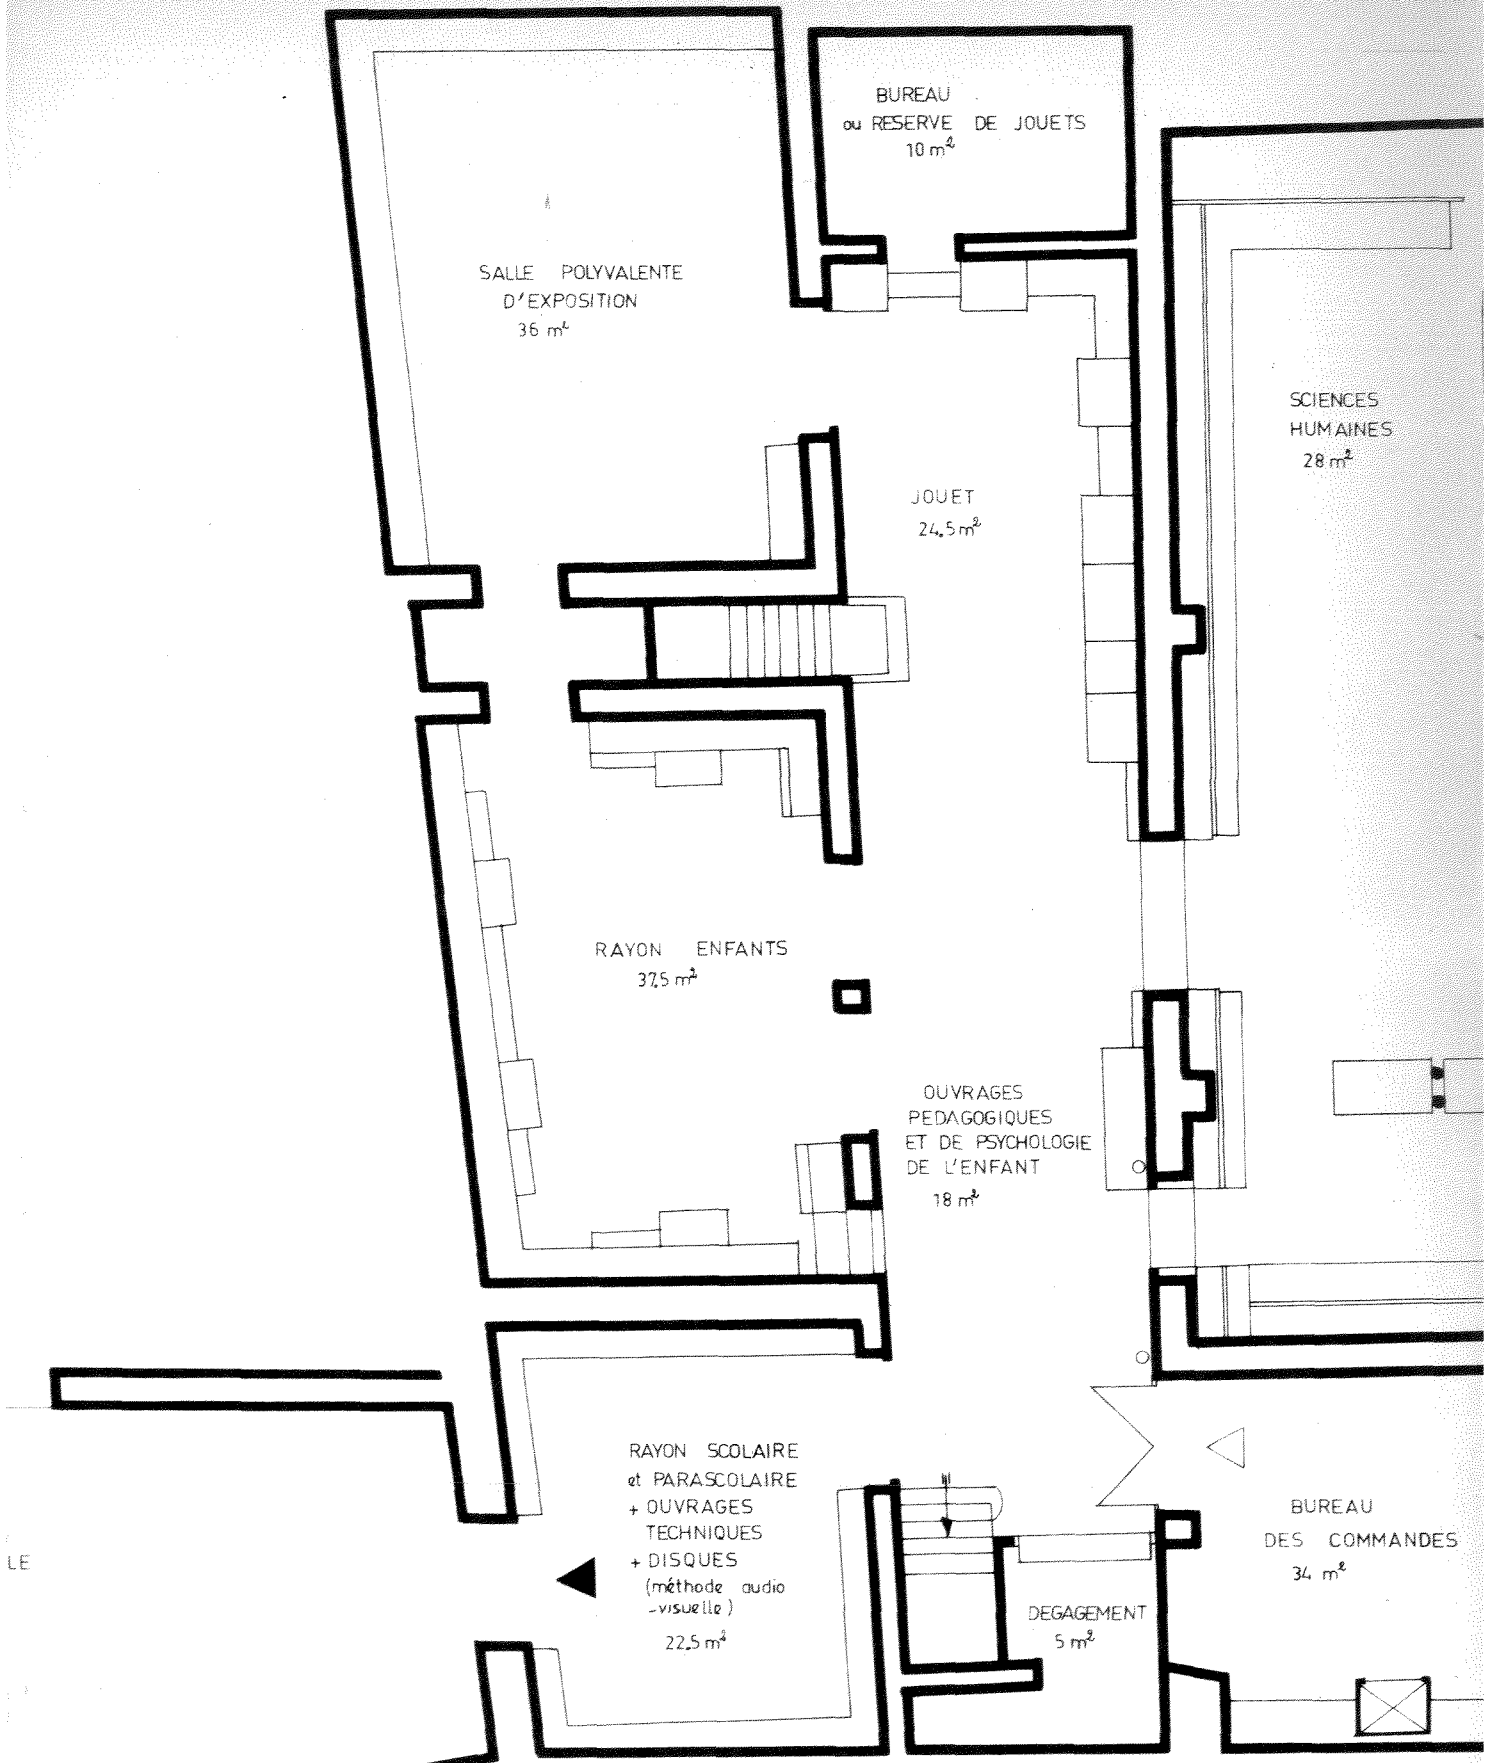 BUREAU
ou RESERVE DE JOUETS
10 m²
SALLE POLYVALENTE
D'EXPOSITION
36 m²
SCIENCES
HUMAINES
28 m²
JOUET
24,5 m²
RAYON ENFANTS
37,5 m²
OUVRAGES
PEDAGOGIQUES
ET DE PSYCHOLOGIE
DE L'ENFANT
18 m²
RAYON SCOLAIRE
et PARASCOLAIRE
+ OUVRAGES
TECHNIQUES
+ DISQUES
(méthode audio
-visuelle)
22,5 m²
BUREAU
DES COMMANDES
34 m²
LE
DEGAGEMENT
5 m²